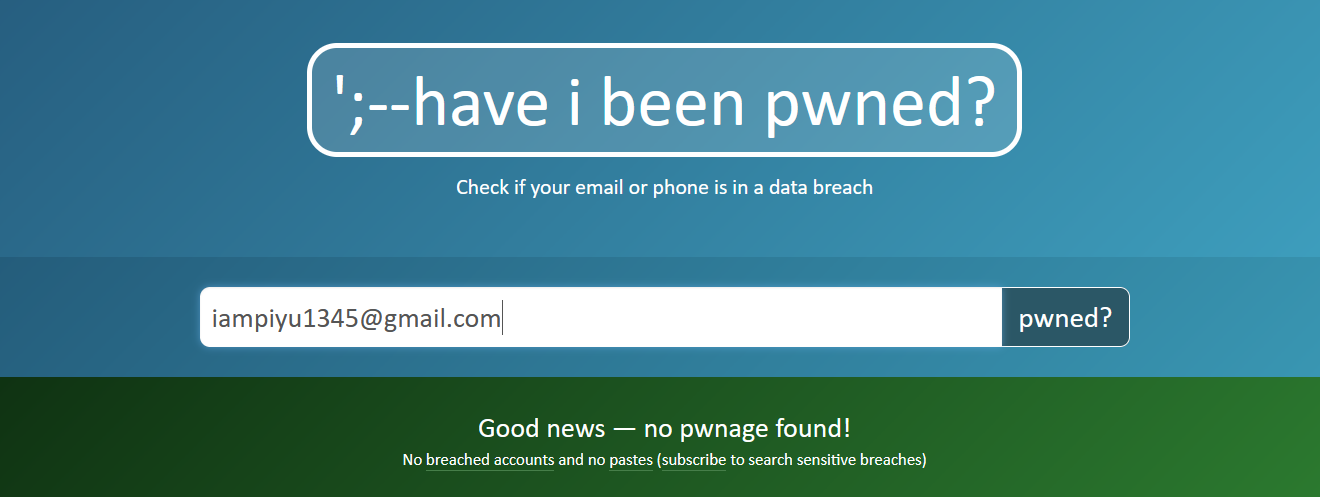 ';--have i been pwned?
Check if your email or phone is in a data breach
iampiyu1345@gmail.com pwned?
Good news — no pwnage found!
No breached accounts and no pastes (subscribe to search sensitive breaches)